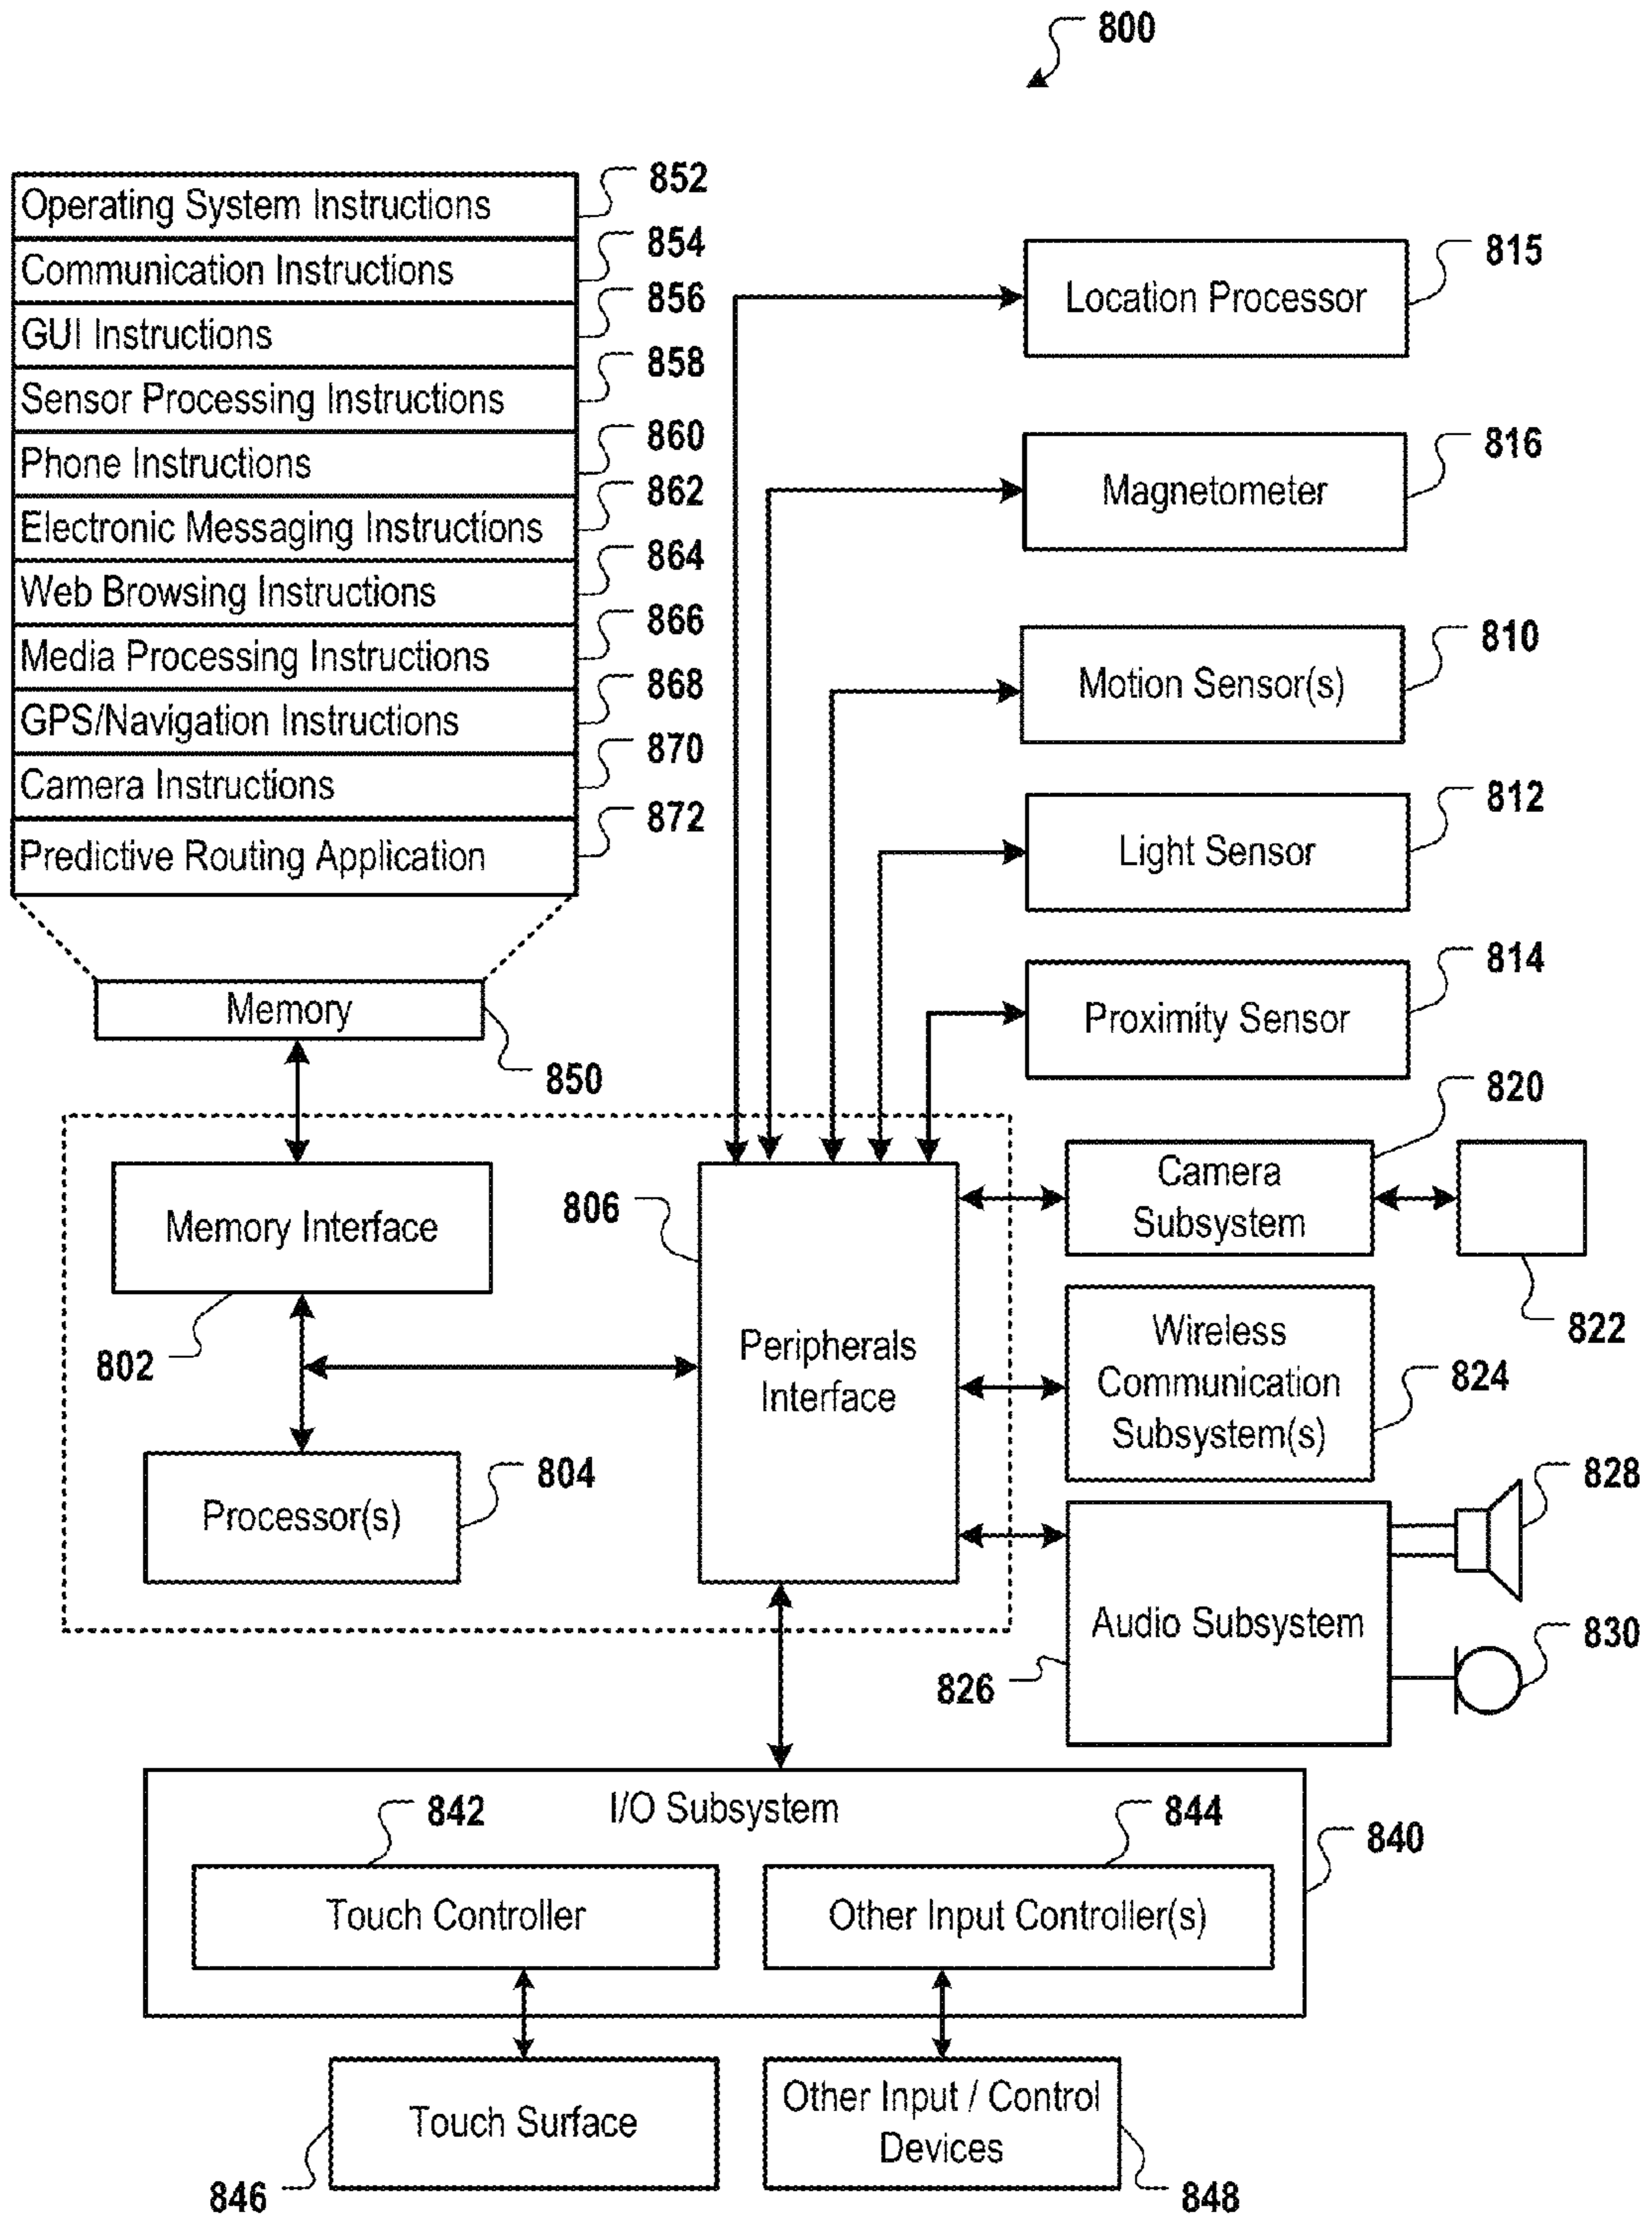 800
852
Operating System Instructions
854
Communication Instructions
856
GUI Instructions
858
Sensor Processing Instructions
860
Phone Instructions
862
Electronic Messaging Instructions
864
Web Browsing Instructions
866
Media Processing Instructions
868
GPS/Navigation Instructions
870
Camera Instructions
872
Predictive Routing Application
Memory
850
815
Location Processor
816
Magnetometer
810
Motion Sensor(s)
812
Light Sensor
814
Proximity Sensor
820
Camera
Subsystem
822
Memory Interface
802
806
Peripherals
Interface
Wireless
Communication
Subsystem(s)
824
804
Processor(s)
828
Audio Subsystem
826
830
I/O Subsystem
842
844
840
Touch Controller
Other Input Controller(s)
Touch Surface
846
Other Input / Control
Devices
848